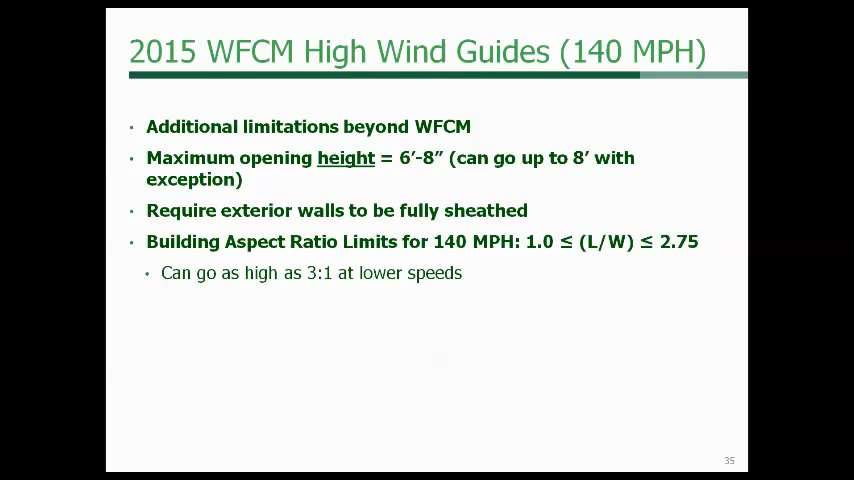 2015 WFCM High Wind Guides (140 MPH)
• Additional limitations beyond WFCM
• Maximum opening height = 6′-8″ (can go up to 8′ with
exception)
• Require exterior walls to be fully sheathed
• Building Aspect Ratio Limits for 140 MPH: 1.0 ≤ (L/W) ≤ 2.75
• Can go as high as 3:1 at lower speeds
35